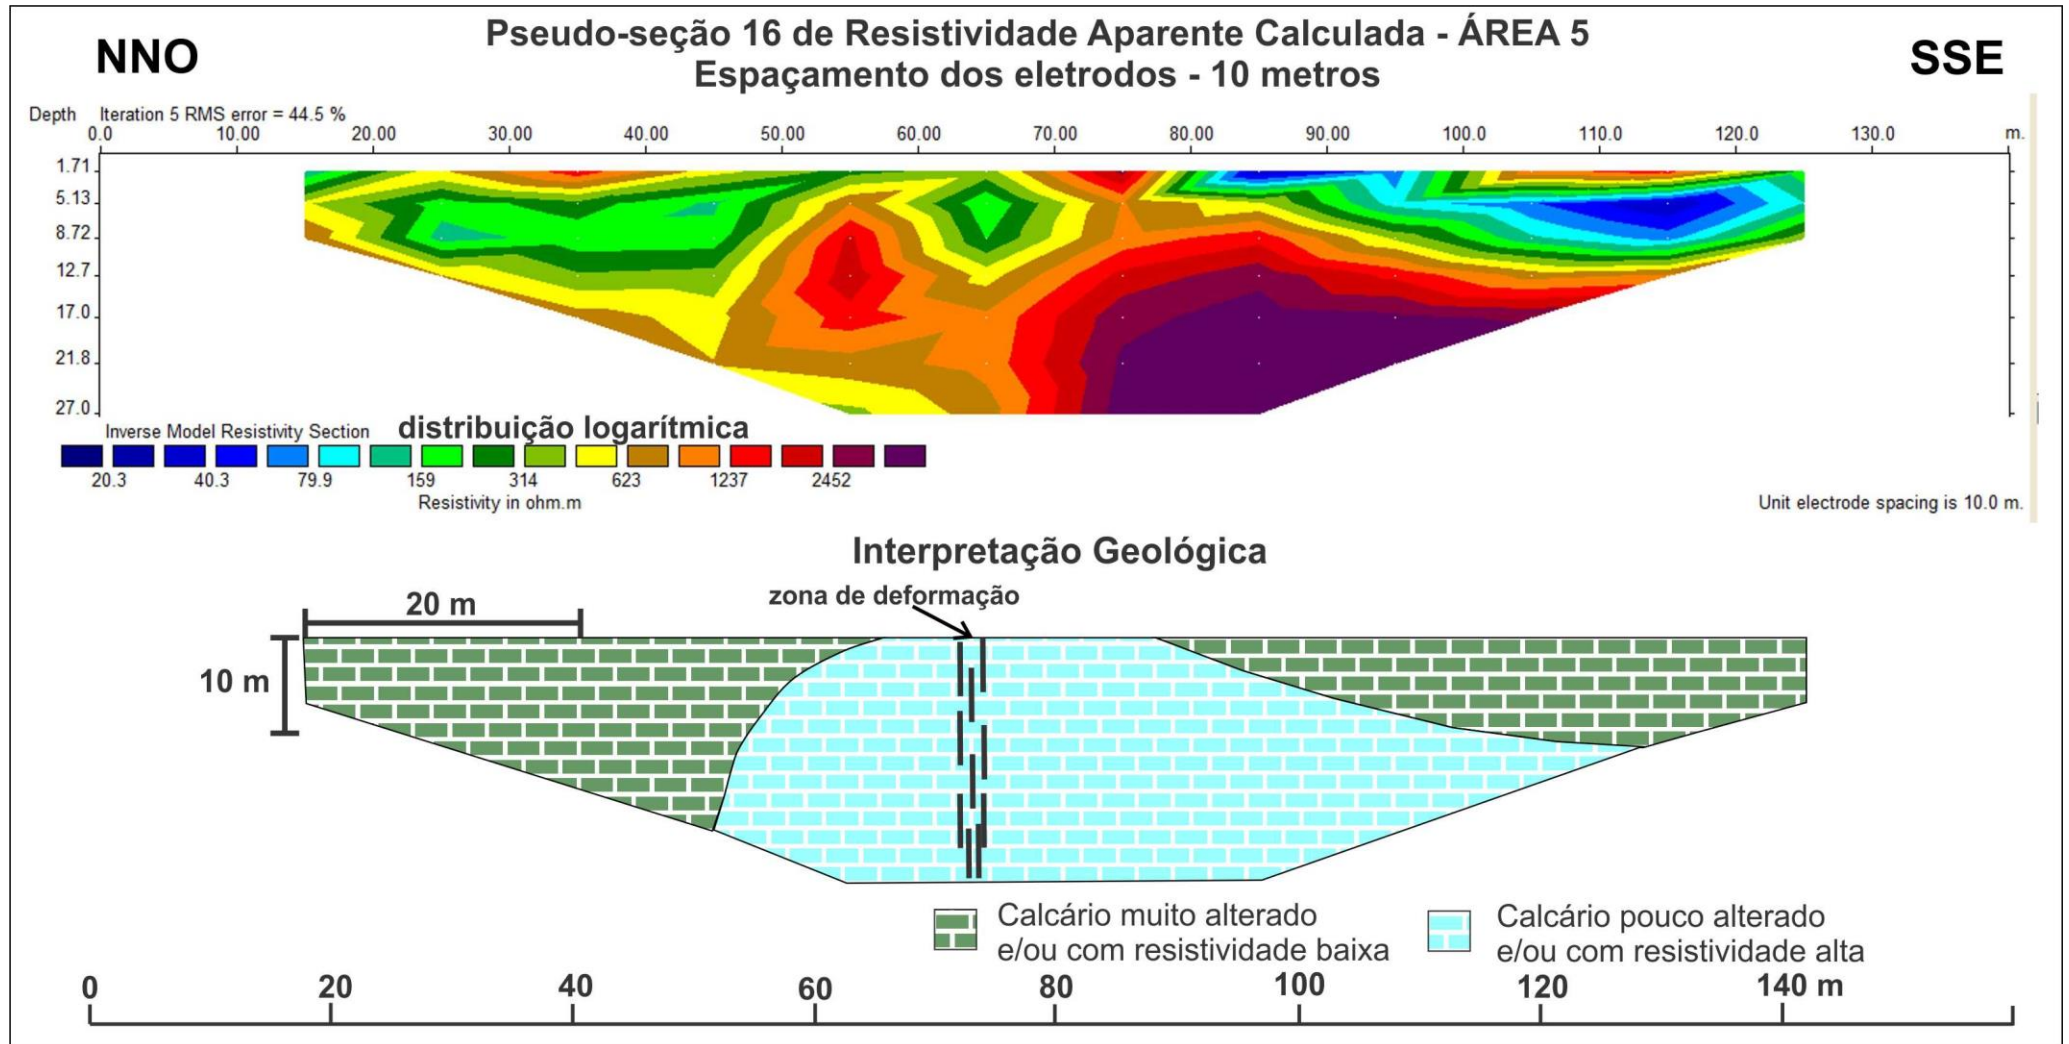 Pseudo-seção 16 de Resistividade Aparente Calculada - ÁREA 5
NNO
SSE
Espaçamento dos eletrodos - 10 metros
Depth Iteration 5 RMS error = 44.5 %
0.0 10.00 20.00 30.00 40.00 50.00 60.00 70.00 80.00 90.00 100.0 110.0 120.0 130.0 m.
1.71
5.13
8.72
12.7
17.0
21.8
27.0
Inverse Model Resistivity Section distribuição logarítmica
20.3 40.3 79.9 159 314 623 1237 2452
Resistivity in ohm.m
Unit electrode spacing is 10.0 m.
Interpretação Geológica
zona de deformação
20 m
10 m
Calcário muito alterado
e/ou com resistividade baixa
Calcário pouco alterado
e/ou com resistividade alta
0 20 40 60 80 100 120 140 m